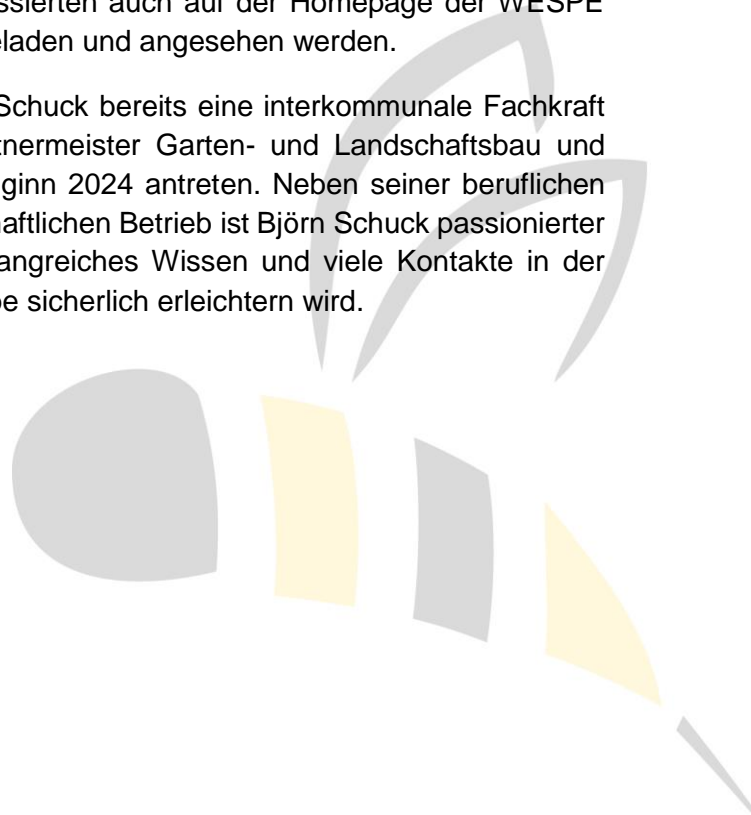 ssierten auch auf der Homepage der WESPE
eladen und angesehen werden.
Schuck bereits eine interkommunale Fachkraft
tnermeister Garten- und Landschaftsbau und
ginn 2024 antreten. Neben seiner beruflichen
aftlichen Betrieb ist Björn Schuck passionierter
angreiches Wissen und viele Kontakte in der
be sicherlich erleichtern wird.